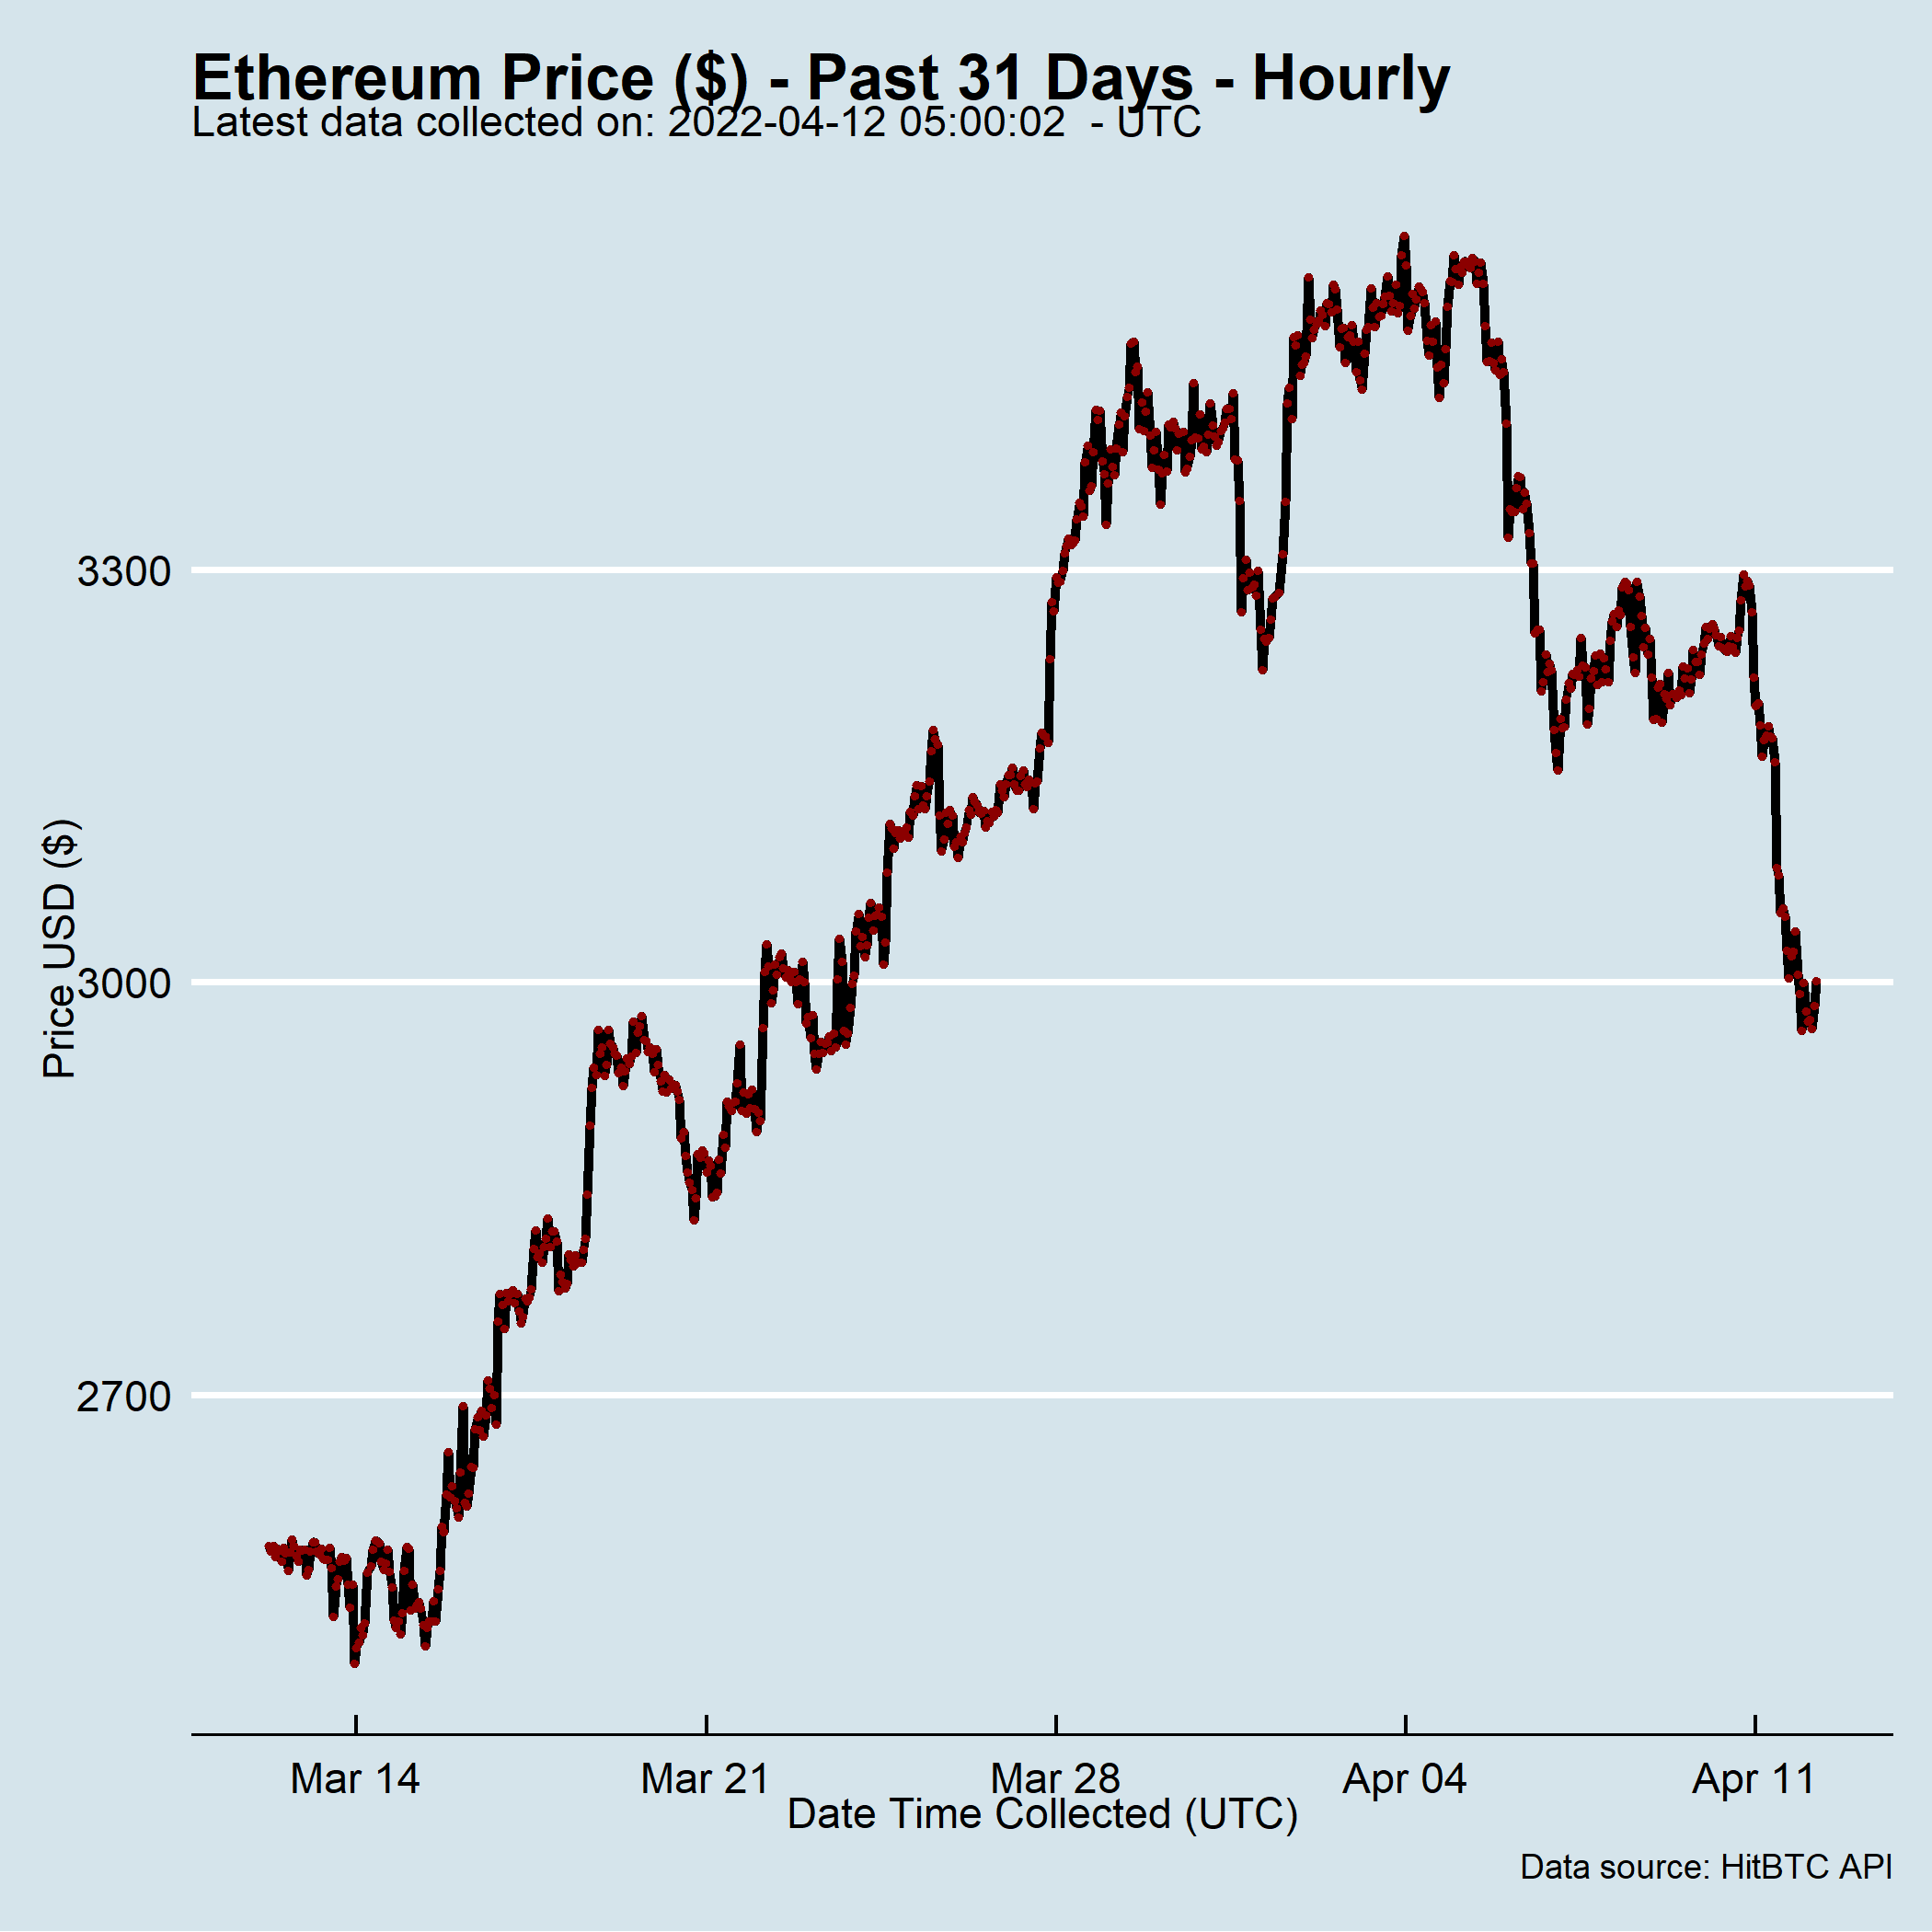 Ethereum Price ($) - Past 31 Days - Hourly
Latest data collected on: 2022-04-12 05:00:02  - UTC
Price USD ($)
3300
3000
2700
Mar 14
Mar 21
Mar 28
Apr 04
Apr 11
Date Time Collected (UTC)
Data source: HitBTC API